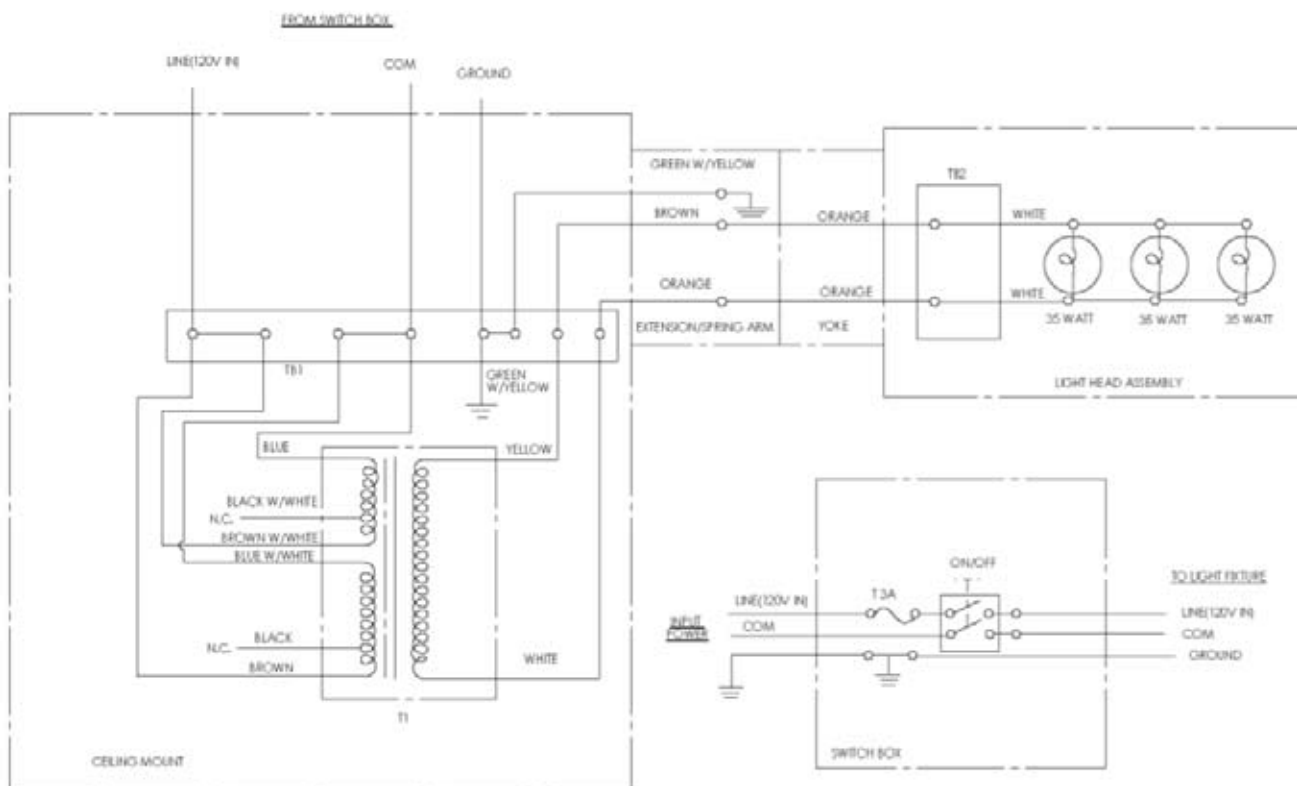 FROM SWITCH BOX
LINE(120V IN)
COM
GROUND
GREEN W/YELLOW
BROWN
ORANGE
TB2
WHITE
ORANGE
ORANGE
WHITE
35 WATT
35 WATT
35 WATT
EXTENSION/SPRING ARM
YOKE
TB1
GREEN
W/YELLOW
LIGHT HEAD ASSEMBLY
BLUE
YELLOW
BLACK W/WHITE
N.C.
BROWN W/WHITE
BLUE W/WHITE
BLACK
N.C.
BROWN
WHITE
T1
CEILING MOUNT
ON/OFF
T3A
TO LIGHT FIXTURE
LINE(120V IN)
LINE(120V IN)
INPUT
POWER
COM
COM
GROUND
SWITCH BOX